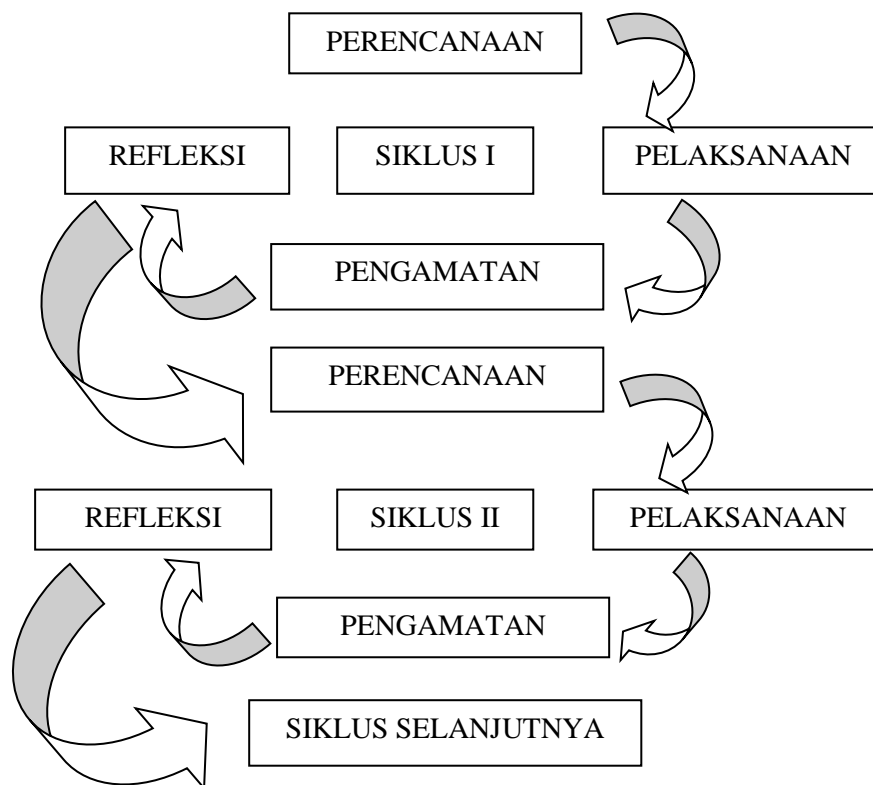 PERENCANAAN
REFLEKSI
SIKLUS I
PELAKSANAAN
PENGAMATAN
PERENCANAAN
REFLEKSI
SIKLUS II
PELAKSANAAN
PENGAMATAN
SIKLUS SELANJUTNYA